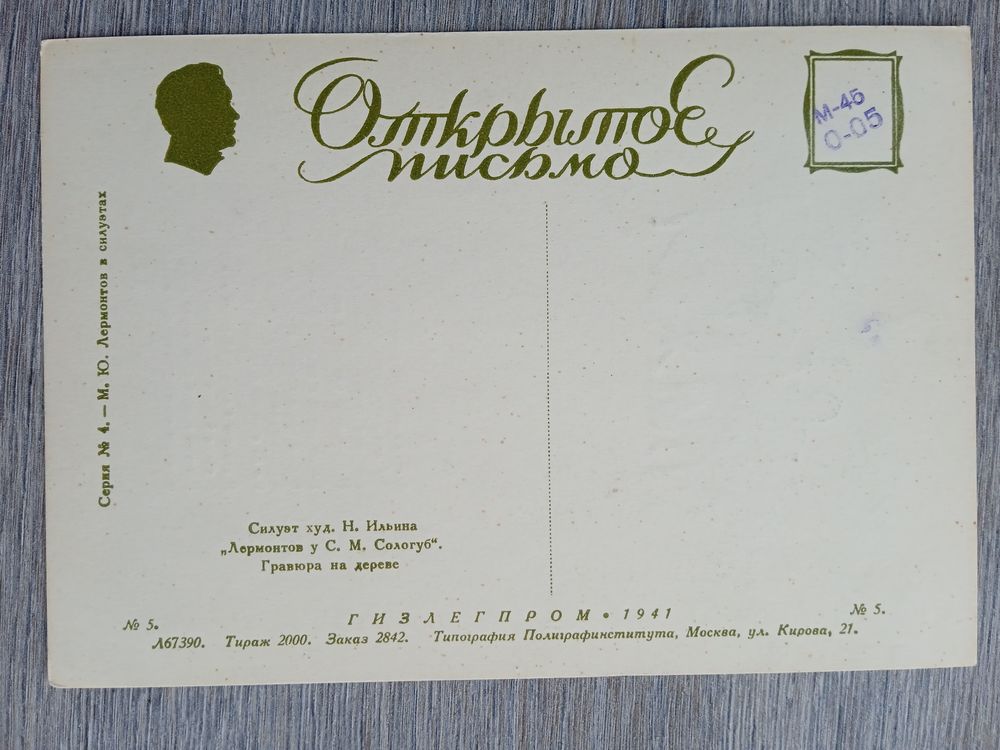 Открытое
письмо
М-45
0-05
Серия № 4. — М. Ю. Лермонтов в силуэтах
Силуэт худ. Н. Ильина
„Лермонтов у С. М. Сологуб“.
Гравюра на дереве
ГИЗЛЕГПРОМ • 1941
№ 5.
№ 5.
Л67390. Тираж 2000. Заказ 2842. Типография Полиграфинститута, Москва, ул. Кирова, 21.